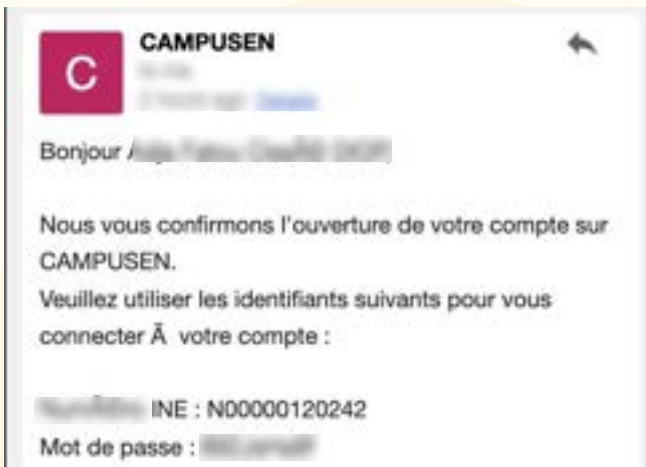 C
CAMPUSEN
Bonjour
Nous vous confirmons l'ouverture de votre compte sur
CAMPUSEN.
Veuillez utiliser les identifiants suivants pour vous
connecter Ã votre compte :
INE : N00000120242
Mot de passe :